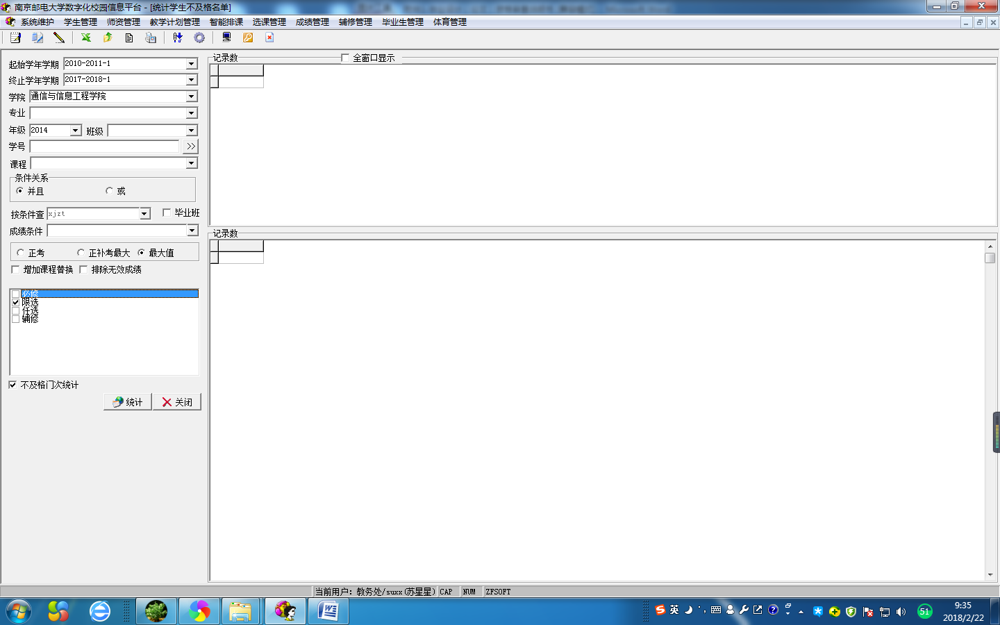 南京邮电大学数字化校园信息平台 - [统计学生不及格名单]
系统维护 学生管理 师资管理 教学计划管理 智能排课 选课管理 成绩管理 辅修管理 毕业生管理 体育管理
起始学年学期 2010-2011-1
终止学年学期 2017-2018-1
学院 通信与信息工程学院
专业
年级 2014 班级
学号 >>
课程
条件关系
并且 或
按条件查 xjzt 毕业班
成绩条件
正考 正补考最大 最大值
增加课程替换 排除无效成绩
必修
限选
任选
辅修
不及格门次统计
统计 关闭
记录数 全窗口显示
记录数
当前用户: 教务处/suxx(苏星星) CAP NUM ZFSOFT
英
51
9:35
2018/2/22